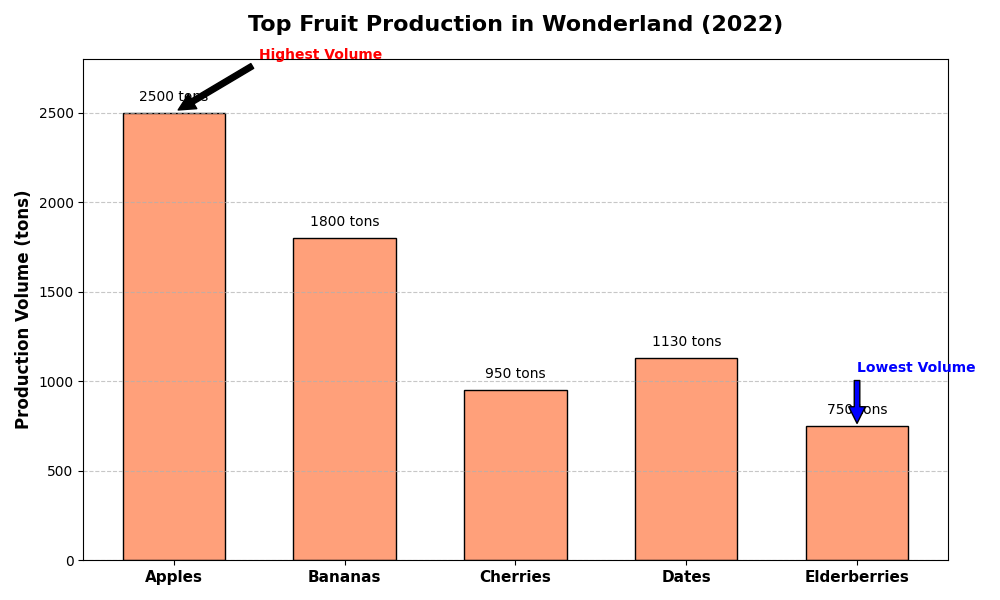 Top Fruit Production in Wonderland (2022)
Highest Volume
2500 tons
1800 tons
950 tons
1130 tons
Lowest Volume
750 tons
Production Volume (tons)
2500
2000
1500
1000
500
0
Apples
Bananas
Cherries
Dates
Elderberries